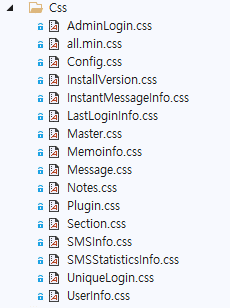 Css
AdminLogin.css
all.min.css
Config.css
InstallVersion.css
InstantMessageInfo.css
LastLoginInfo.css
Master.css
Memoinfo.css
Message.css
Notes.css
Plugin.css
Section.css
SMSInfo.css
SMSStatisticsInfo.css
UniqueLogin.css
UserInfo.css